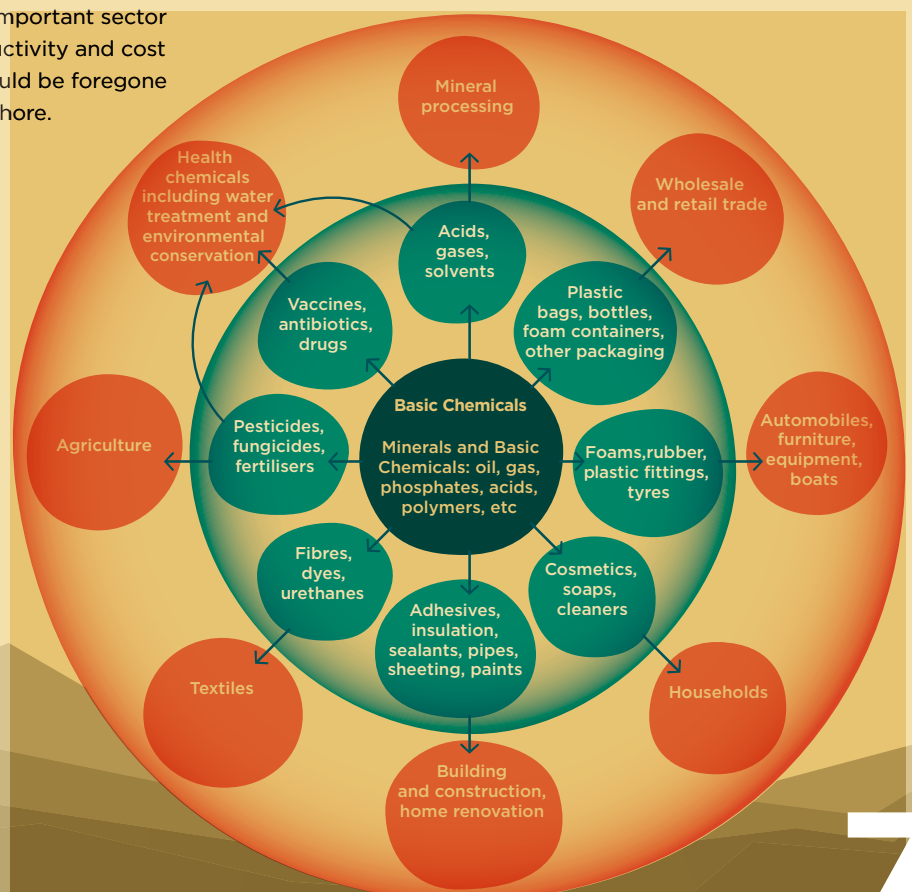 important sector
uctivity and cost
uld be foregone
hore.
Mineral
processing
Health
chemicals
including water
treatment and
environmental
conservation
Wholesale
and retail trade
Acids,
gases,
solvents
Vaccines,
antibiotics,
drugs
Plastic
bags, bottles,
foam containers,
other packaging
Basic Chemicals
Minerals and Basic
Chemicals: oil, gas,
phosphates, acids,
polymers, etc
Agriculture
Pesticides,
fungicides,
fertilisers
Foams,rubber,
plastic fittings,
tyres
Automobiles,
furniture,
equipment,
boats
Fibres,
dyes,
urethanes
Adhesives,
insulation,
sealants, pipes,
sheeting, paints
Cosmetics,
soaps,
cleaners
Textiles
Households
Building
and construction,
home renovation